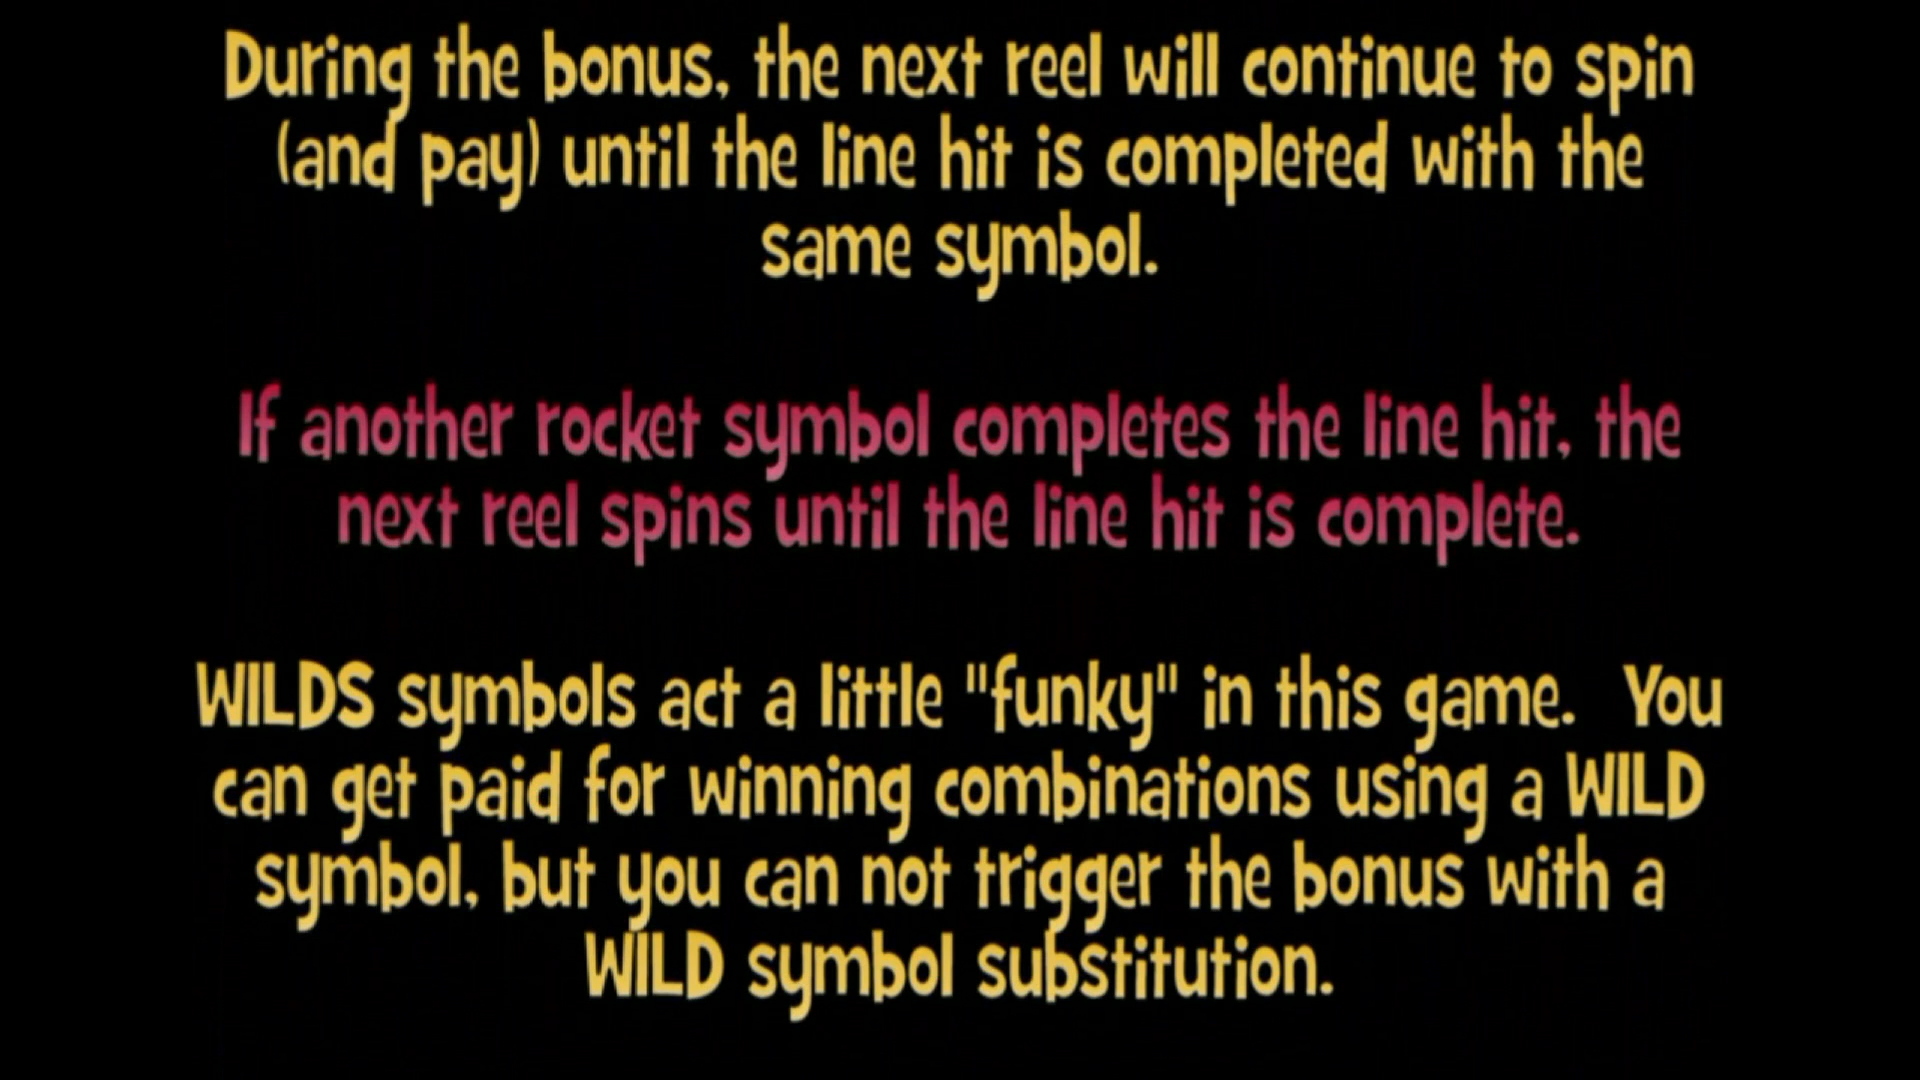 During the bonus, the next reel will continue to spin
(and pay) until the line hit is completed with the
same symbol.
If another rocket symbol completes the line hit, the
next reel spins until the line hit is complete.
WILDS symbols act a little "funky" in this game. You
can get paid for winning combinations using a WILD
symbol, but you can not trigger the bonus with a
WILD symbol substitution.